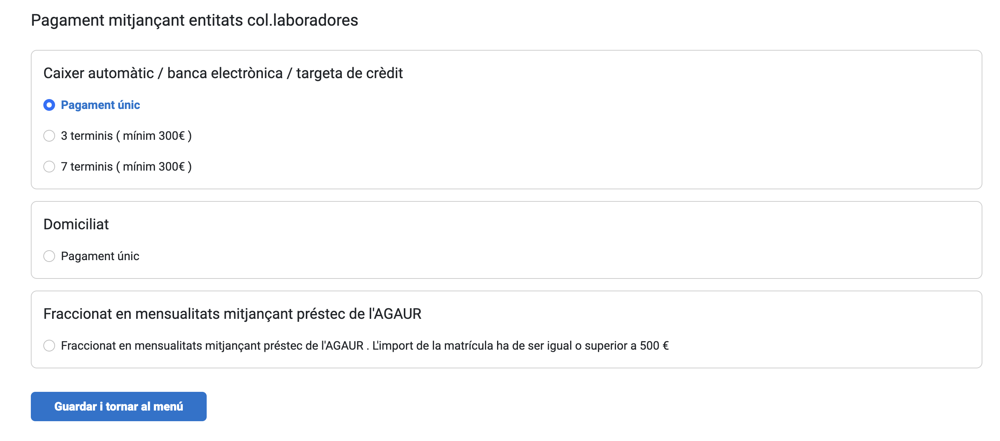 Pagament mitjançant entitats col.laboradores
Caixer automàtic / banca electrònica / targeta de crèdit
Pagament únic
3 terminis ( mínim 300€ )
7 terminis ( mínim 300€ )
Domiciliat
Pagament únic
Fraccionat en mensualitats mitjançant préstec de l'AGAUR
Fraccionat en mensualitats mitjançant préstec de l'AGAUR . L'import de la matrícula ha de ser igual o superior a 500 €
Guardar i tornar al menú